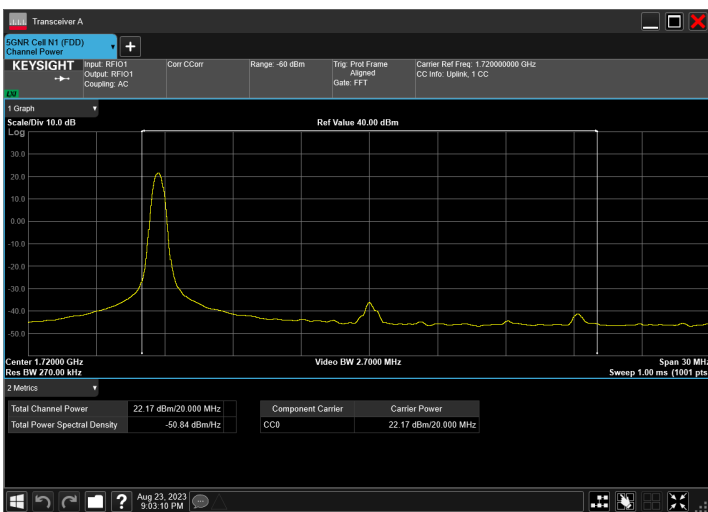 Transceiver A
5GNR Cell N1 (FDD)
Channel Power
KEYSIGHT
LXI
Input: RFIO1
Output: RFIO1
Coupling: AC
Corr CCorr
Range: -60 dBm
Trig: Prot Frame
Aligned
Gate: FFT
Carrier Ref Freq: 1.720000000 GHz
CC Info: Uplink, 1 CC
1 Graph
Scale/Div 10.0 dB
Ref Value 40.00 dBm
Log
30.0
20.0
10.0
0.00
-10.0
-20.0
-30.0
-40.0
-50.0
Center 1.72000 GHz
Video BW 2.7000 MHz
Span 30 MHz
Res BW 270.00 kHz
Sweep 1.00 ms (1001 pts
2 Metrics
Total Channel Power 22.17 dBm/20.000 MHz
Total Power Spectral Density -50.84 dBm/Hz
Component Carrier Carrier Power
CC0 22.17 dBm/20.000 MHz
?
Aug 23, 2023
9:03:10 PM